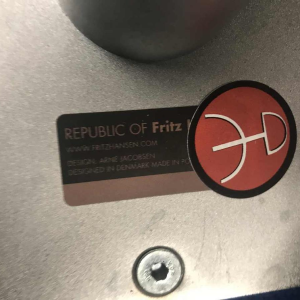 REPUBLIC OF Fritz
WWW.FRITZHANSEN.COM
DESIGN: ARNE JACOBSEN
DESIGNED IN DENMARK MADE IN